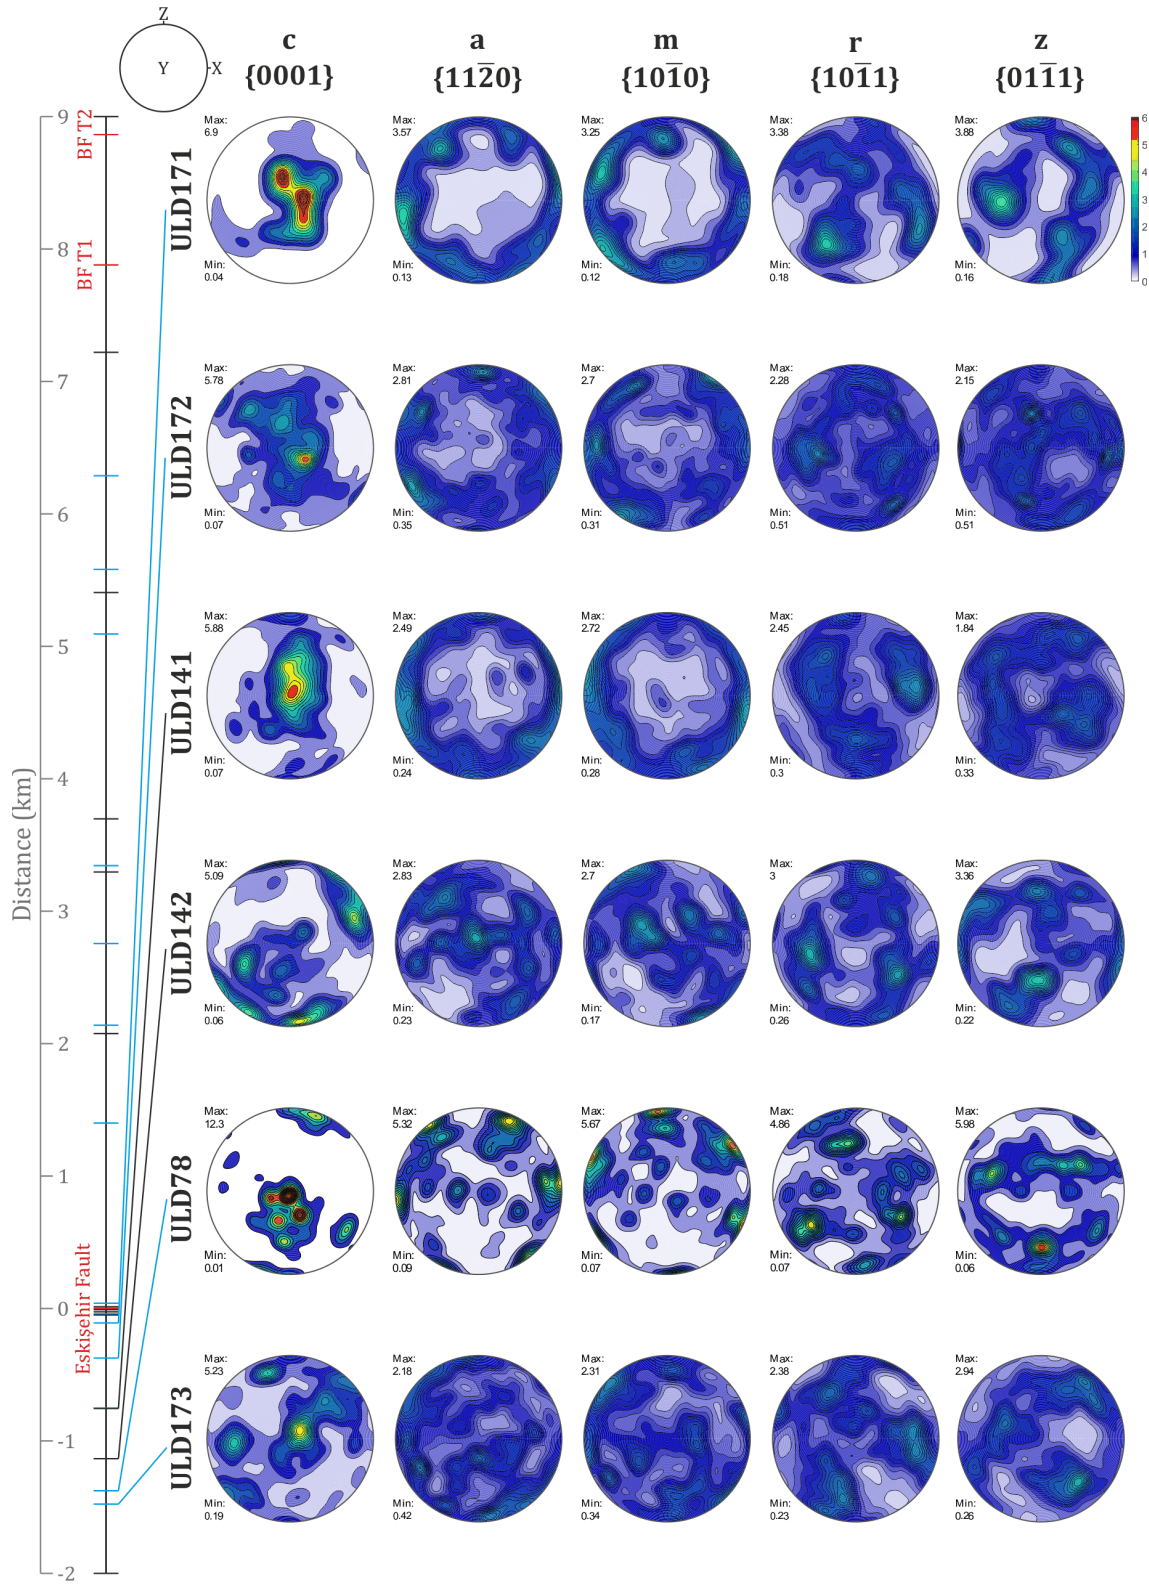 Z
Y
X
c
a
m
r
z
{0001}
{112̅0}
{101̅0}
{101̅1}
{011̅1}
Distance (km)
9
8
7
6
5
4
3
2
1
0
-1
-2
BF T2
BF T1
Eskişehir Fault
6
5
4
3
2
1
0
ULD171
Max:
6.9
Min:
0.04
Max:
3.57
Min:
0.13
Max:
3.25
Min:
0.12
Max:
3.38
Min:
0.18
Max:
3.88
Min:
0.16
ULD172
Max:
5.78
Min:
0.07
Max:
2.81
Min:
0.35
Max:
2.7
Min:
0.31
Max:
2.28
Min:
0.51
Max:
2.15
Min:
0.51
ULD141
Max:
5.88
Min:
0.07
Max:
2.49
Min:
0.24
Max:
2.72
Min:
0.28
Max:
2.45
Min:
0.3
Max:
1.84
Min:
0.33
ULD142
Max:
5.09
Min:
0.06
Max:
2.83
Min:
0.23
Max:
2.7
Min:
0.17
Max:
3
Min:
0.26
Max:
3.36
Min:
0.22
ULD78
Max:
12.3
Min:
0.01
Max:
5.32
Min:
0.09
Max:
5.67
Min:
0.07
Max:
4.86
Min:
0.07
Max:
5.98
Min:
0.06
ULD173
Max:
5.23
Min:
0.19
Max:
2.18
Min:
0.42
Max:
2.31
Min:
0.34
Max:
2.38
Min:
0.23
Max:
2.94
Min:
0.26